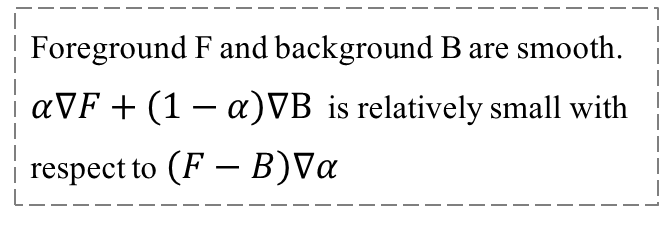 Foreground F and background B are smooth.
𝛼∇𝐹 + (1 − 𝛼)∇B is relatively small with
respect to (𝐹 − 𝐵)∇𝛼